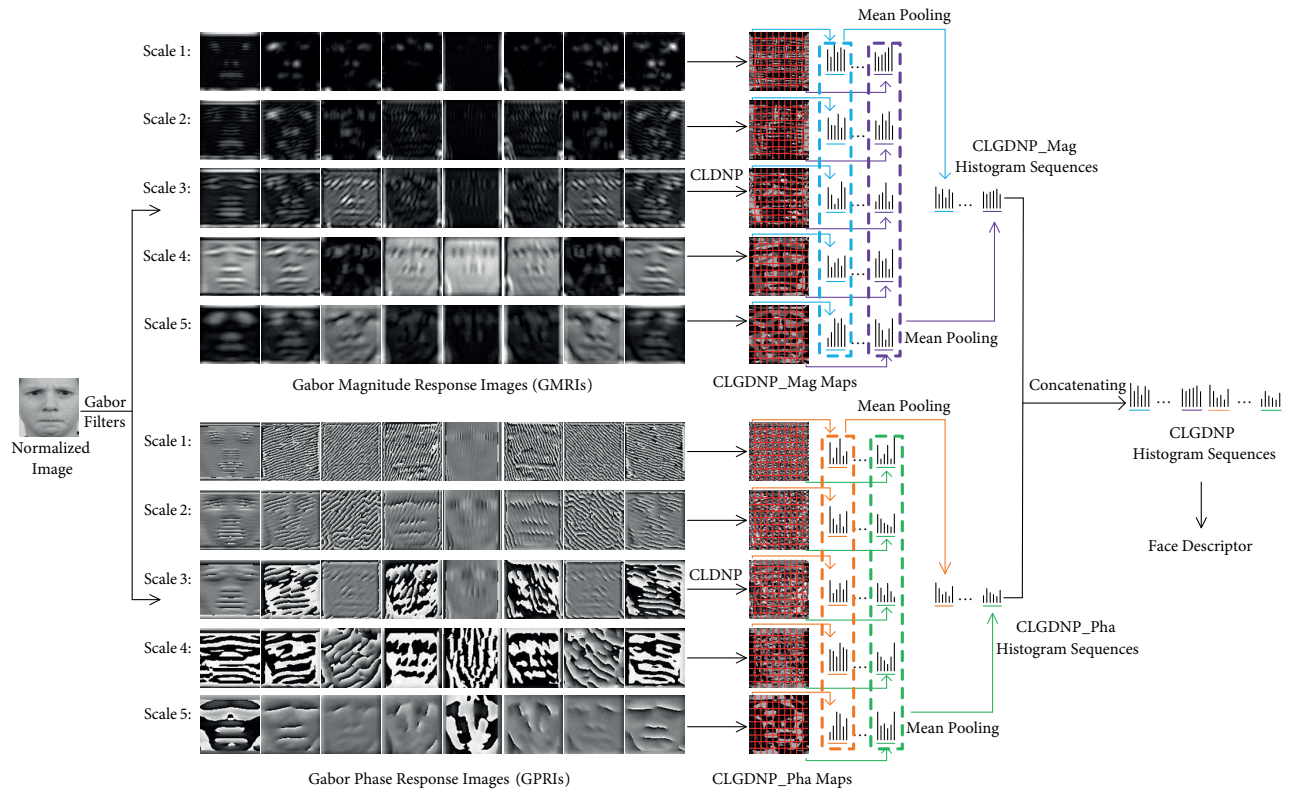 Mean Pooling
Scale 1:
Scale 2:
CLGDNP_Mag
Histogram Sequences
Scale 3:
CLDNP
...
Scale 4:
Scale 5:
Mean Pooling
Gabor Magnitude Response Images (GMRIs)
CLGDNP_Mag Maps
Gabor
Filters
Normalized
Image
Concatenating
...
...
CLGDNP
Histogram Sequences
Face Descriptor
Mean Pooling
Scale 1:
Scale 2:
Scale 3:
CLDNP
...
CLGDNP_Pha
Histogram Sequences
Scale 4:
Scale 5:
Mean Pooling
Gabor Phase Response Images (GPRIs)
CLGDNP_Pha Maps